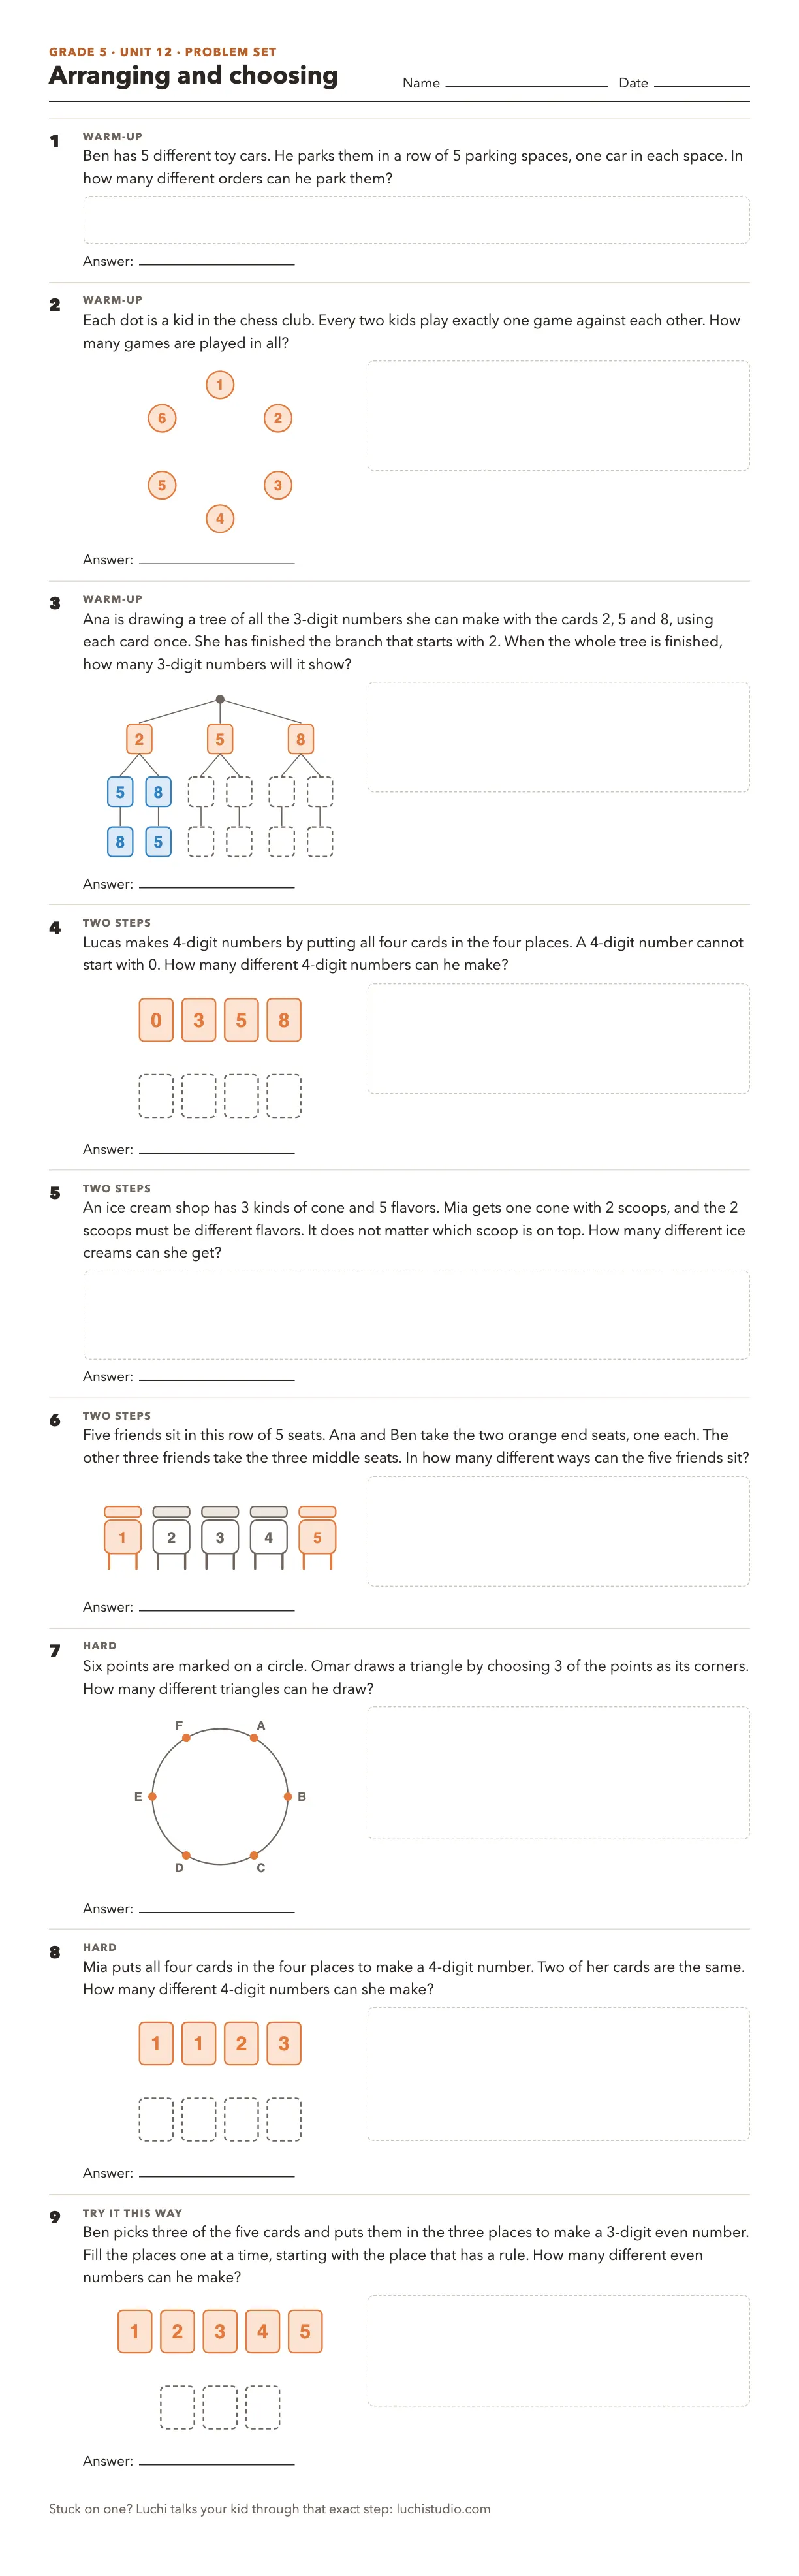 GRADE 5 · UNIT 12 · PROBLEM SET
Arranging and choosing
Name
Date
1
WARM-UP
Ben has 5 different toy cars. He parks them in a row of 5 parking spaces, one car in each space. In
how many different orders can he park them?
Answer:
2
WARM-UP
Each dot is a kid in the chess club. Every two kids play exactly one game against each other. How
many games are played in all?
1
6
2
5
3
4
Answer:
3
WARM-UP
Ana is drawing a tree of all the 3-digit numbers she can make with the cards 2, 5 and 8, using
each card once. She has finished the branch that starts with 2. When the whole tree is finished,
how many 3-digit numbers will it show?
2 5 8
5 8
8 5
Answer:
4
TWO STEPS
Lucas makes 4-digit numbers by putting all four cards in the four places. A 4-digit number cannot
start with 0. How many different 4-digit numbers can he make?
0 3 5 8
Answer:
5
TWO STEPS
An ice cream shop has 3 kinds of cone and 5 flavors. Mia gets one cone with 2 scoops, and the 2
scoops must be different flavors. It does not matter which scoop is on top. How many different ice
creams can she get?
Answer:
6
TWO STEPS
Five friends sit in this row of 5 seats. Ana and Ben take the two orange end seats, one each. The
other three friends take the three middle seats. In how many different ways can the five friends sit?
1 2 3 4 5
Answer:
7
HARD
Six points are marked on a circle. Omar draws a triangle by choosing 3 of the points as its corners.
How many different triangles can he draw?
F A
E B
D C
Answer:
8
HARD
Mia puts all four cards in the four places to make a 4-digit number. Two of her cards are the same.
How many different 4-digit numbers can she make?
1 1 2 3
Answer:
9
TRY IT THIS WAY
Ben picks three of the five cards and puts them in the three places to make a 3-digit even number.
Fill the places one at a time, starting with the place that has a rule. How many different even
numbers can he make?
1 2 3 4 5
Answer:
Stuck on one? Luchi talks your kid through that exact step: luchistudio.com